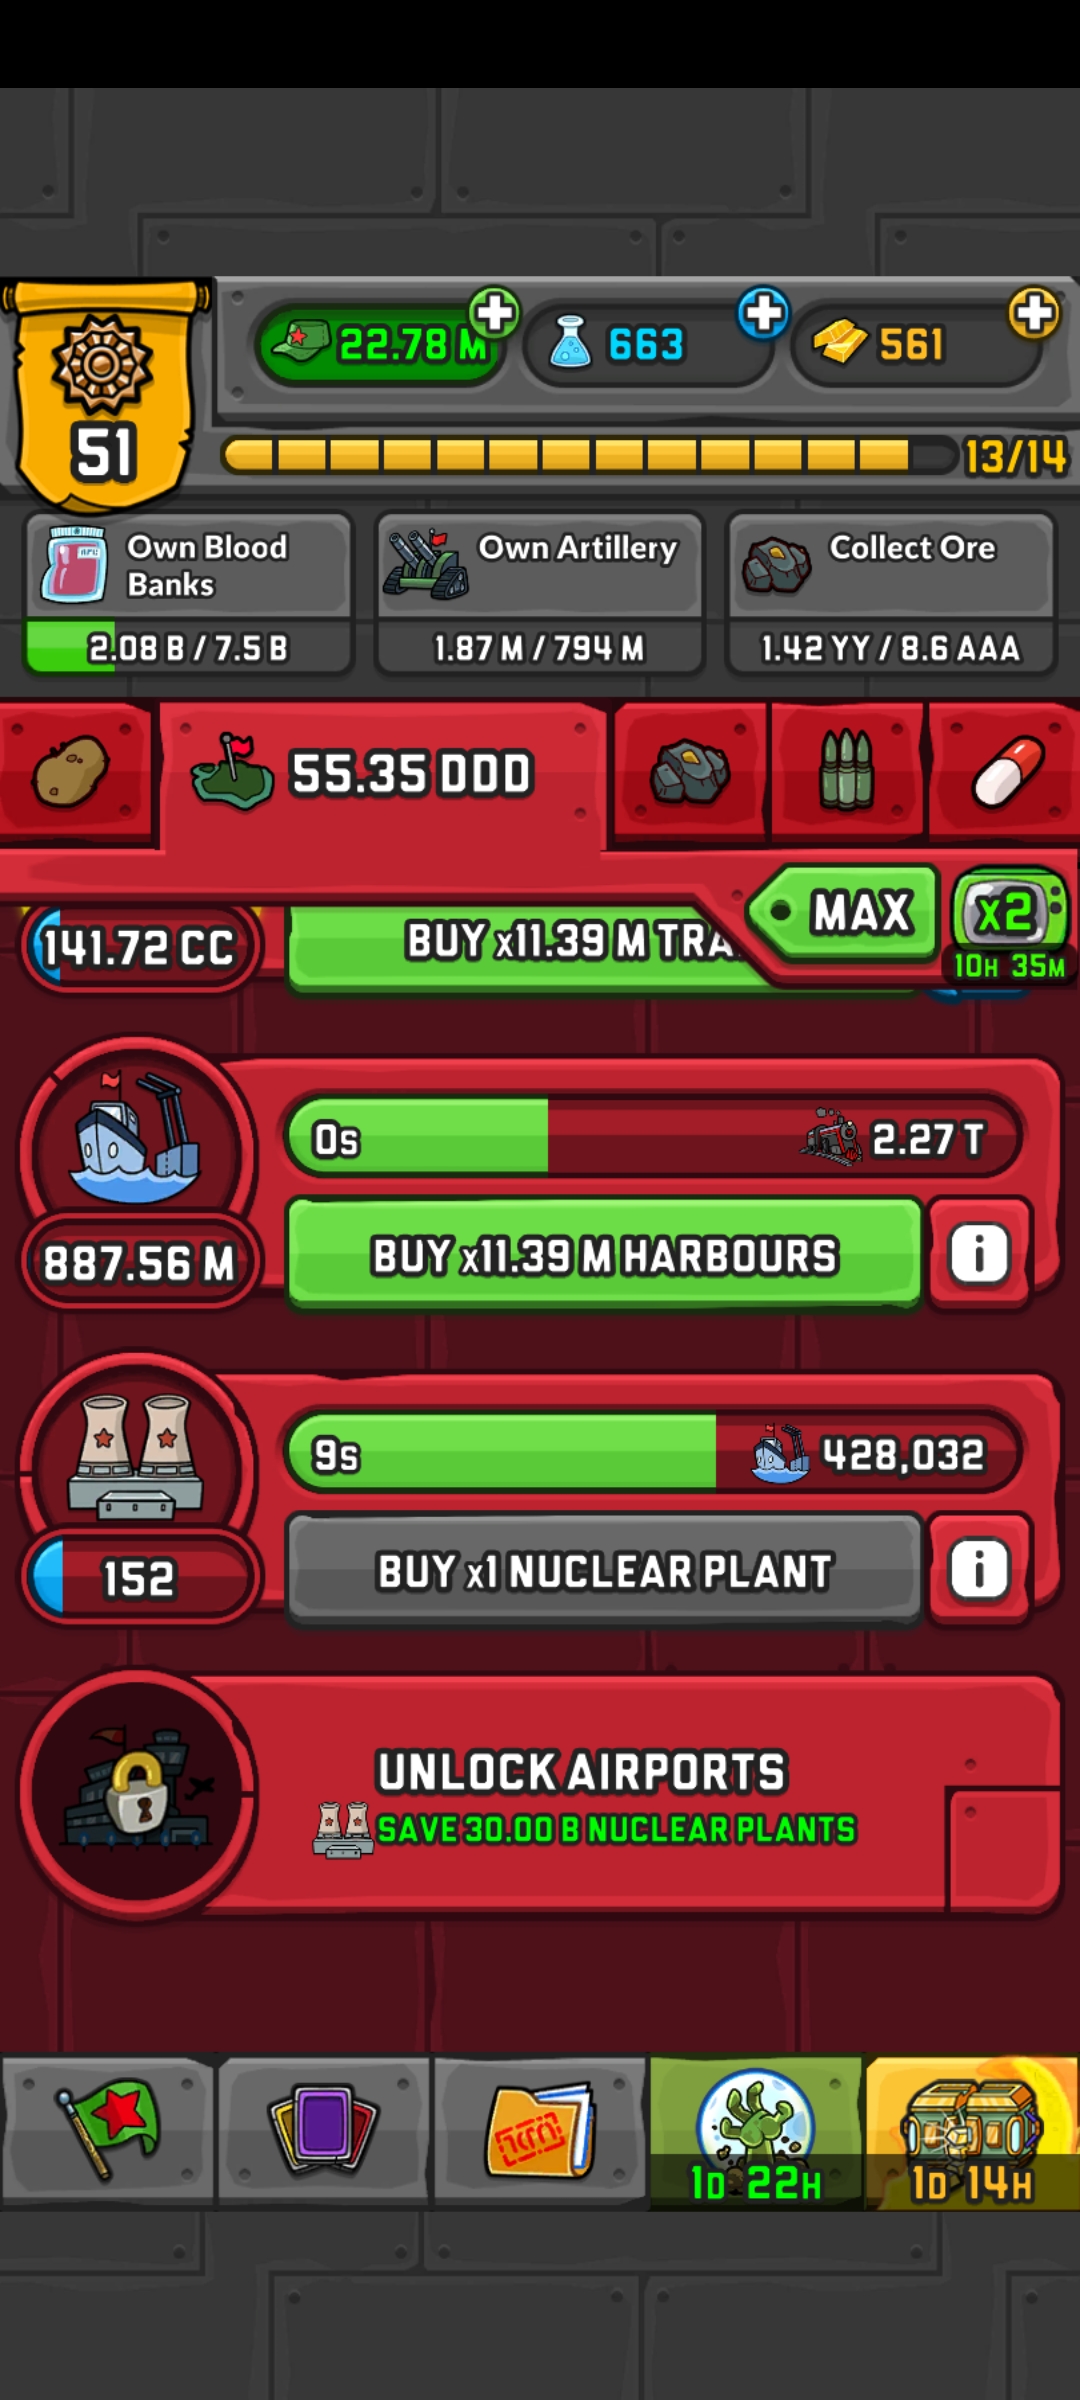 22.78 M
663
561
51
13/14
Own Blood
Banks
Own Artillery
Collect Ore
2.08 B / 7.5 B
1.87 M / 794 M
1.42 YY / 8.6 AAA
55.35 DDD
MAX
x2
10H 35M
141.72 CC
BUY x11.39 M TRA
0s
2.27 T
887.56 M
BUY x11.39 M HARBOURS
i
9s
428,032
152
BUY x1 NUCLEAR PLANT
i
UNLOCK AIRPORTS
SAVE 30.00 B NUCLEAR PLANTS
1D 22H
1D 14H